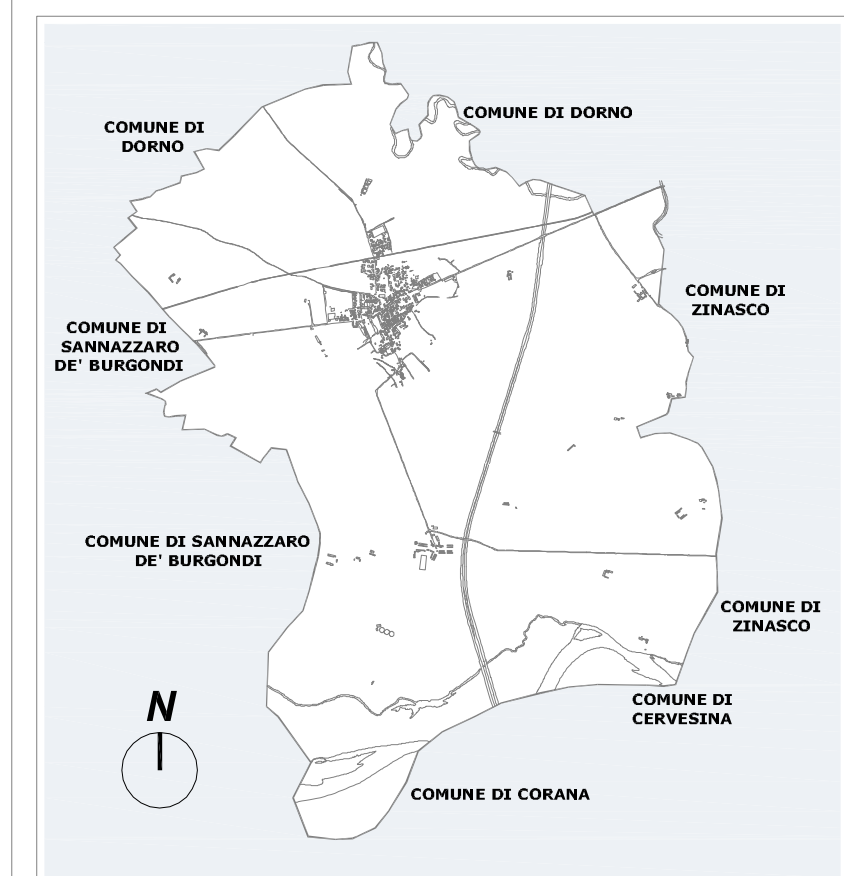 COMUNE DI DORNO
COMUNE DI
DORNO
COMUNE DI
ZINASCO
COMUNE DI
SANNAZZARO
DE' BURGONDI
COMUNE DI SANNAZZARO
DE' BURGONDI
COMUNE DI
ZINASCO
N
COMUNE DI
CERVESINA
COMUNE DI CORANA